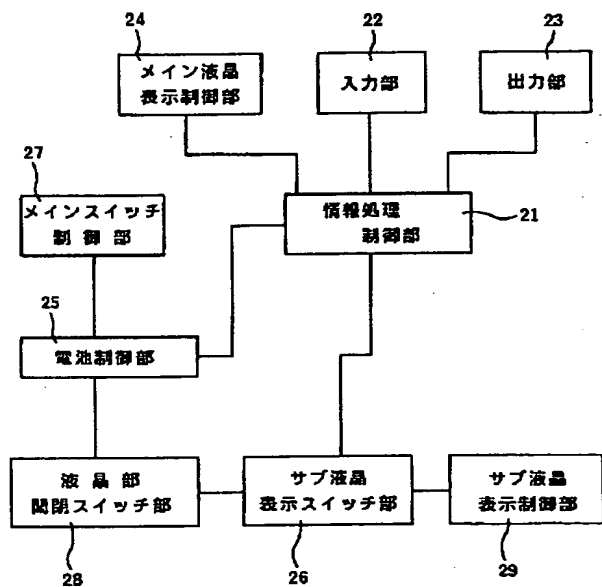 24
22
23
メイン液晶
表示制御部
入力部
出力部
27
メインスイッチ
制御部
情報処理
制御部
21
25
電池制御部
液晶部
開閉スイッチ部
サブ液晶
表示スイッチ部
サブ液晶
表示制御部
28
26
29